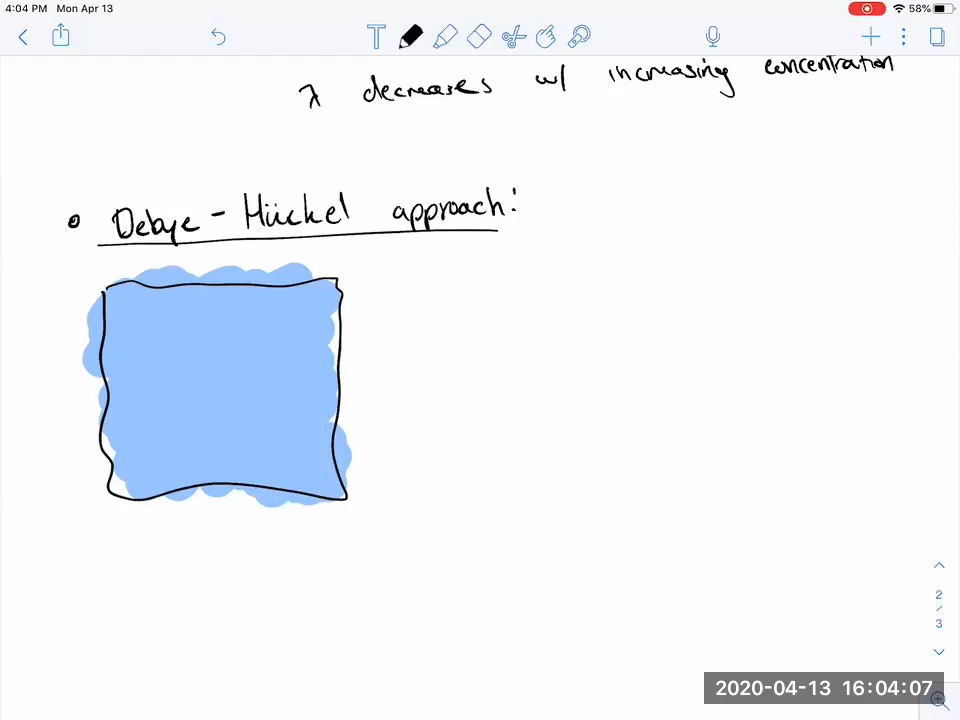 4:04 PM Mon Apr 13
58%
λ decreases w/ increasing concentration
• Debye - Hückel approach:
2
/
3
2020-04-13 16:04:07